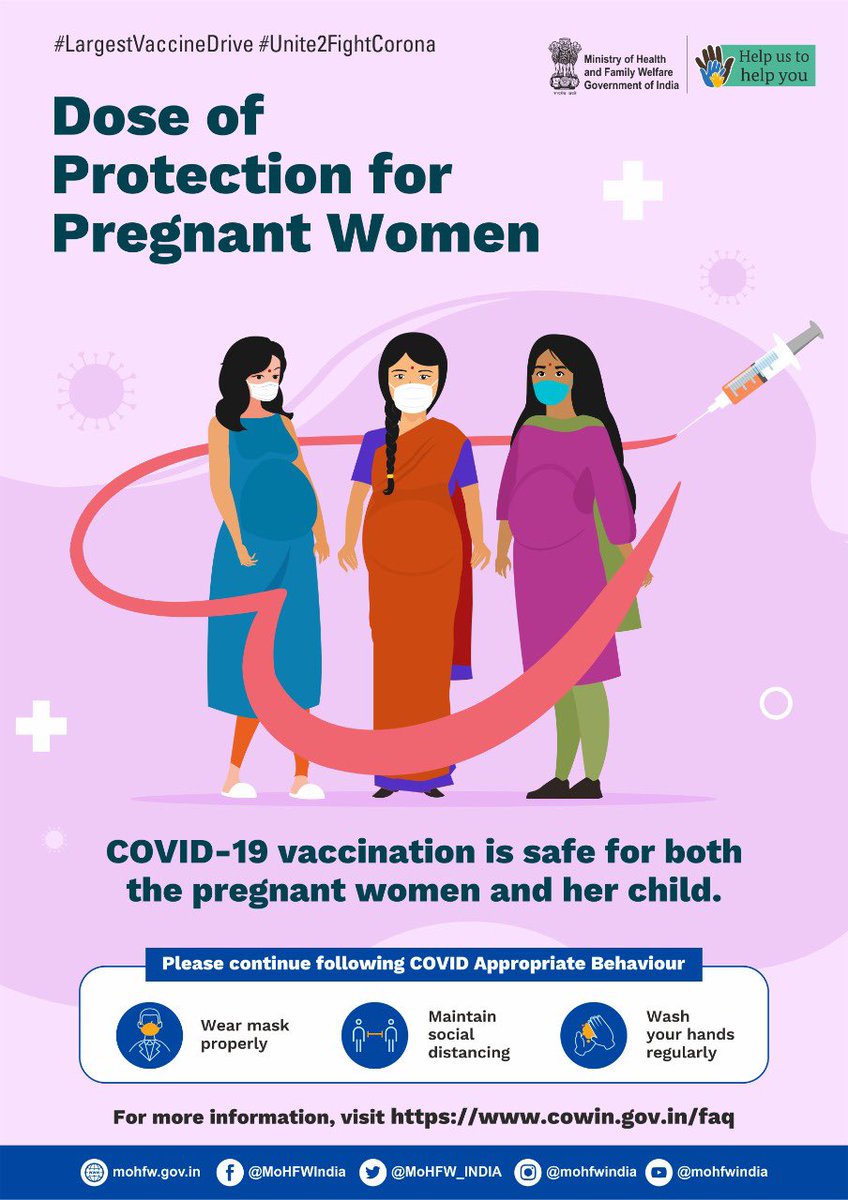 #LargestVaccineDrive #Unite2FightCorona
Ministry of Health
and Family Welfare
Government of India
Help us to
help you
Dose of
Protection for
Pregnant Women
COVID-19 vaccination is safe for both
the pregnant women and her child.
Please continue following COVID Appropriate Behaviour
Wear mask
properly
Maintain
social
distancing
Wash
your hands
regularly
For more information, visit https://www.cowin.gov.in/faq
mohfw.gov.in @MoHFWIndia @MoHFW_INDIA @mohfwindia @mohfwindia